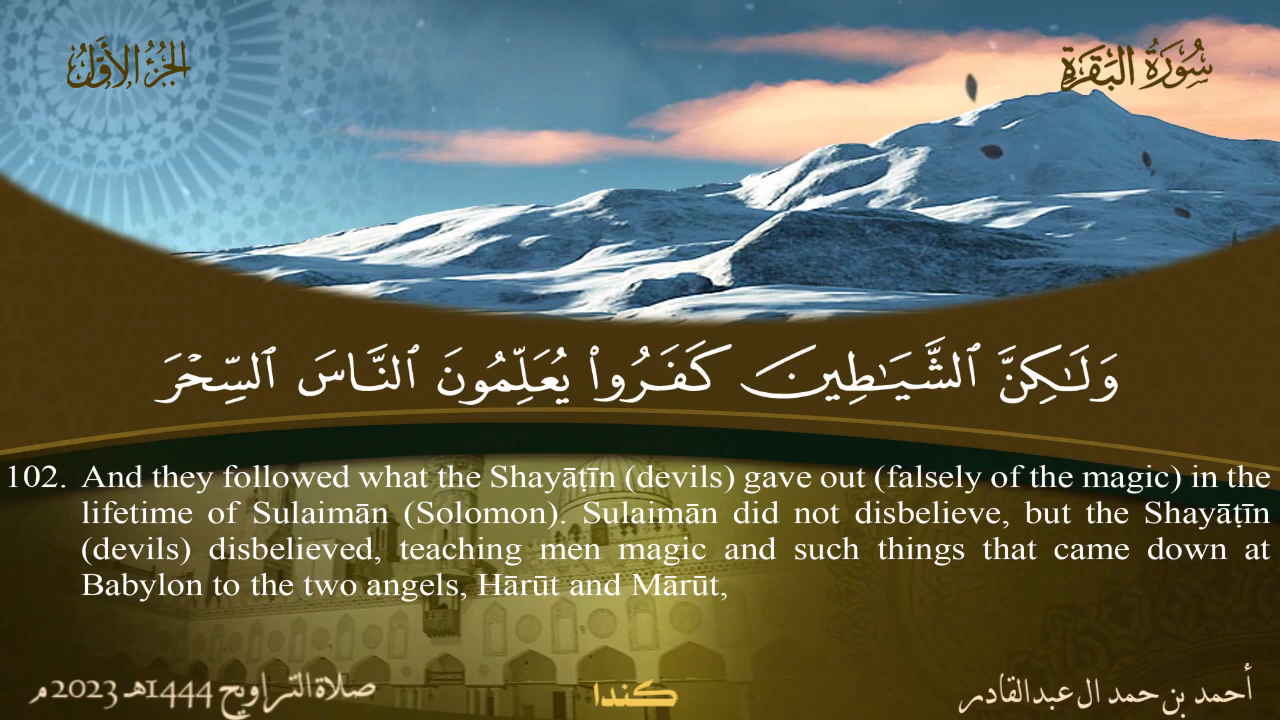 سُورَةُ البَقَرَةِ
الجُزْءُ الأَوَّلُ
وَلَـٰكِنَّ ٱلشَّيَـٰطِينَ كَفَرُوا۟ يُعَلِّمُونَ ٱلنَّاسَ ٱلسِّحْرَ
102. And they followed what the Shayāṭīn (devils) gave out (falsely of the magic) in the
lifetime of Sulaimān (Solomon). Sulaimān did not disbelieve, but the Shayāṭīn
(devils) disbelieved, teaching men magic and such things that came down at
Babylon to the two angels, Hārūt and Mārūt,
أحمد بن حمد ال عبدالقادر
كندا
صلاة التراويح 1444هـ 2023م